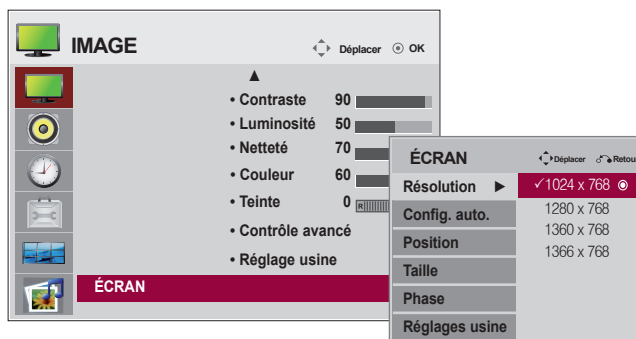 IMAGE
Déplacer OK
• Contraste 90
• Luminosité 50
• Netteté 70
• Couleur 60
• Teinte 0 R
• Contrôle avancé
• Réglage usine
ÉCRAN
ÉCRAN
Déplacer Retou
Résolution ► ✓1024 x 768
Config. auto. 1280 x 768
Position 1360 x 768
1366 x 768
Taille
Phase
Réglages usine